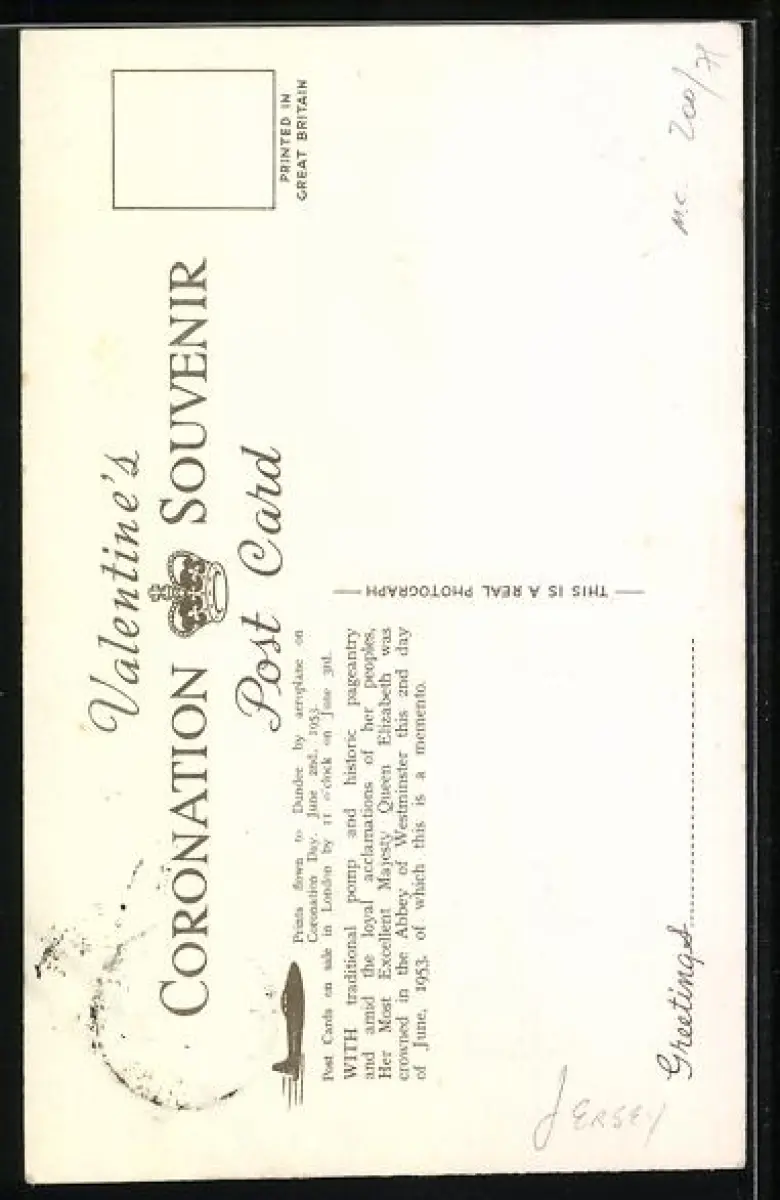 Valentine's
CORONATION SOUVENIR
Post Card
PRINTED IN
GREAT BRITAIN
Prints flown to Dundee by aeroplane on
Coronation Day, June 2nd, 1953.
Post Cards on sale in London by 11 o'clock on June 3rd.
WITH traditional pomp and historic pageantry
and amid the loyal acclamations of her peoples,
Her Most Excellent Majesty Queen Elizabeth was
crowned in the Abbey of Westminster this 2nd day
of June, 1953, of which this is a memento.
THIS IS A REAL PHOTOGRAPH
Greetings
JERSEY
M.C. 200/